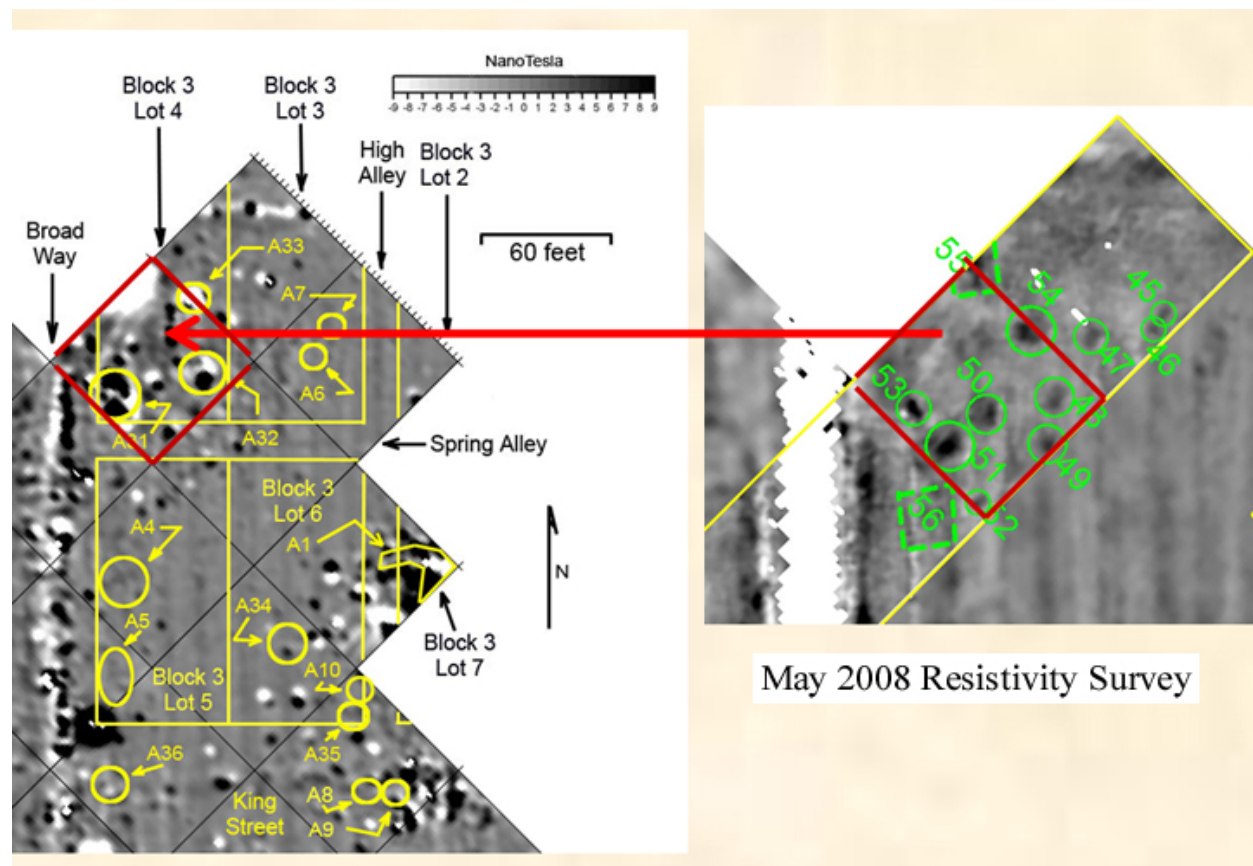 NanoTesla
-9 -8 -7 -6 -5 -4 -3 -2 -1 0 1 2 3 4 5 6 7 8 9
Block 3
Lot 4
Block 3
Lot 3
High
Alley
Block 3
Lot 2
Broad
Way
60 feet
A33
A7
A6
A31
A32
Spring Alley
Block 3
Lot 6
A4
A1
A34
A5
Block 3
Lot 5
A10
Block 3
Lot 7
N
A35
A36
King
Street
A8
A9
55
54
45
46
47
53
50
43
51
49
56
52
May 2008 Resistivity Survey